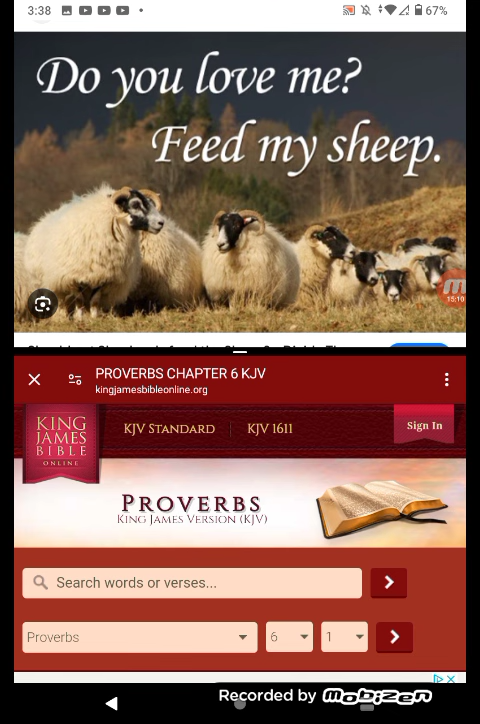 3:38
67%
Do you love me?
Feed my sheep.
15:10
PROVERBS CHAPTER 6 KJV
kingjamesbibleonline.org
KING
JAMES
BIBLE
ONLINE
KJV STANDARD
KJV 1611
Sign In
PROVERBS
KING JAMES VERSION (KJV)
Search words or verses...
Proverbs
6
1
Recorded by Mobizen